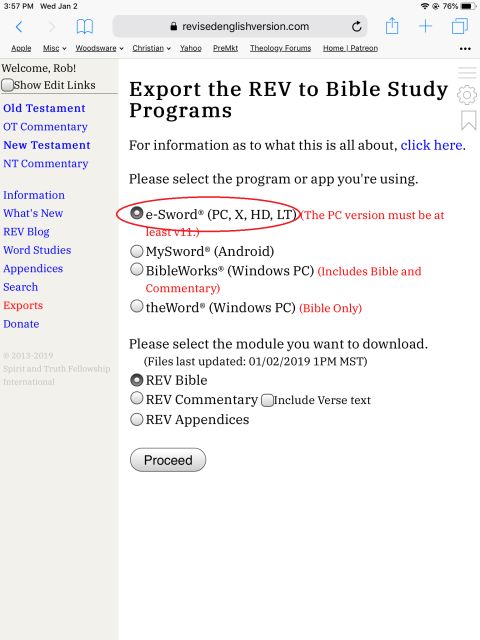 3:57 PM Wed Jan 2
76%
revisedenglishversion.com
Apple Misc Woodsware Christian Yahoo PreMkt Theology Forums Home | Patreon
Welcome, Rob!
Show Edit Links
Old Testament
OT Commentary
New Testament
NT Commentary
Information
What's New
REV Blog
Word Studies
Appendices
Search
Exports
Donate
© 2013-2019
Spirit and Truth Fellowship
International
Export the REV to Bible Study
Programs
For information as to what this is all about, click here.
Please select the program or app you're using.
e-Sword® (PC, X, HD, LT) (The PC version must be at
least v11.)
MySword® (Android)
BibleWorks® (Windows PC) (Includes Bible and
Commentary)
theWord® (Windows PC) (Bible Only)
Please select the module you want to download.
(Files last updated: 01/02/2019 1PM MST)
REV Bible
REV Commentary Include Verse text
REV Appendices
Proceed